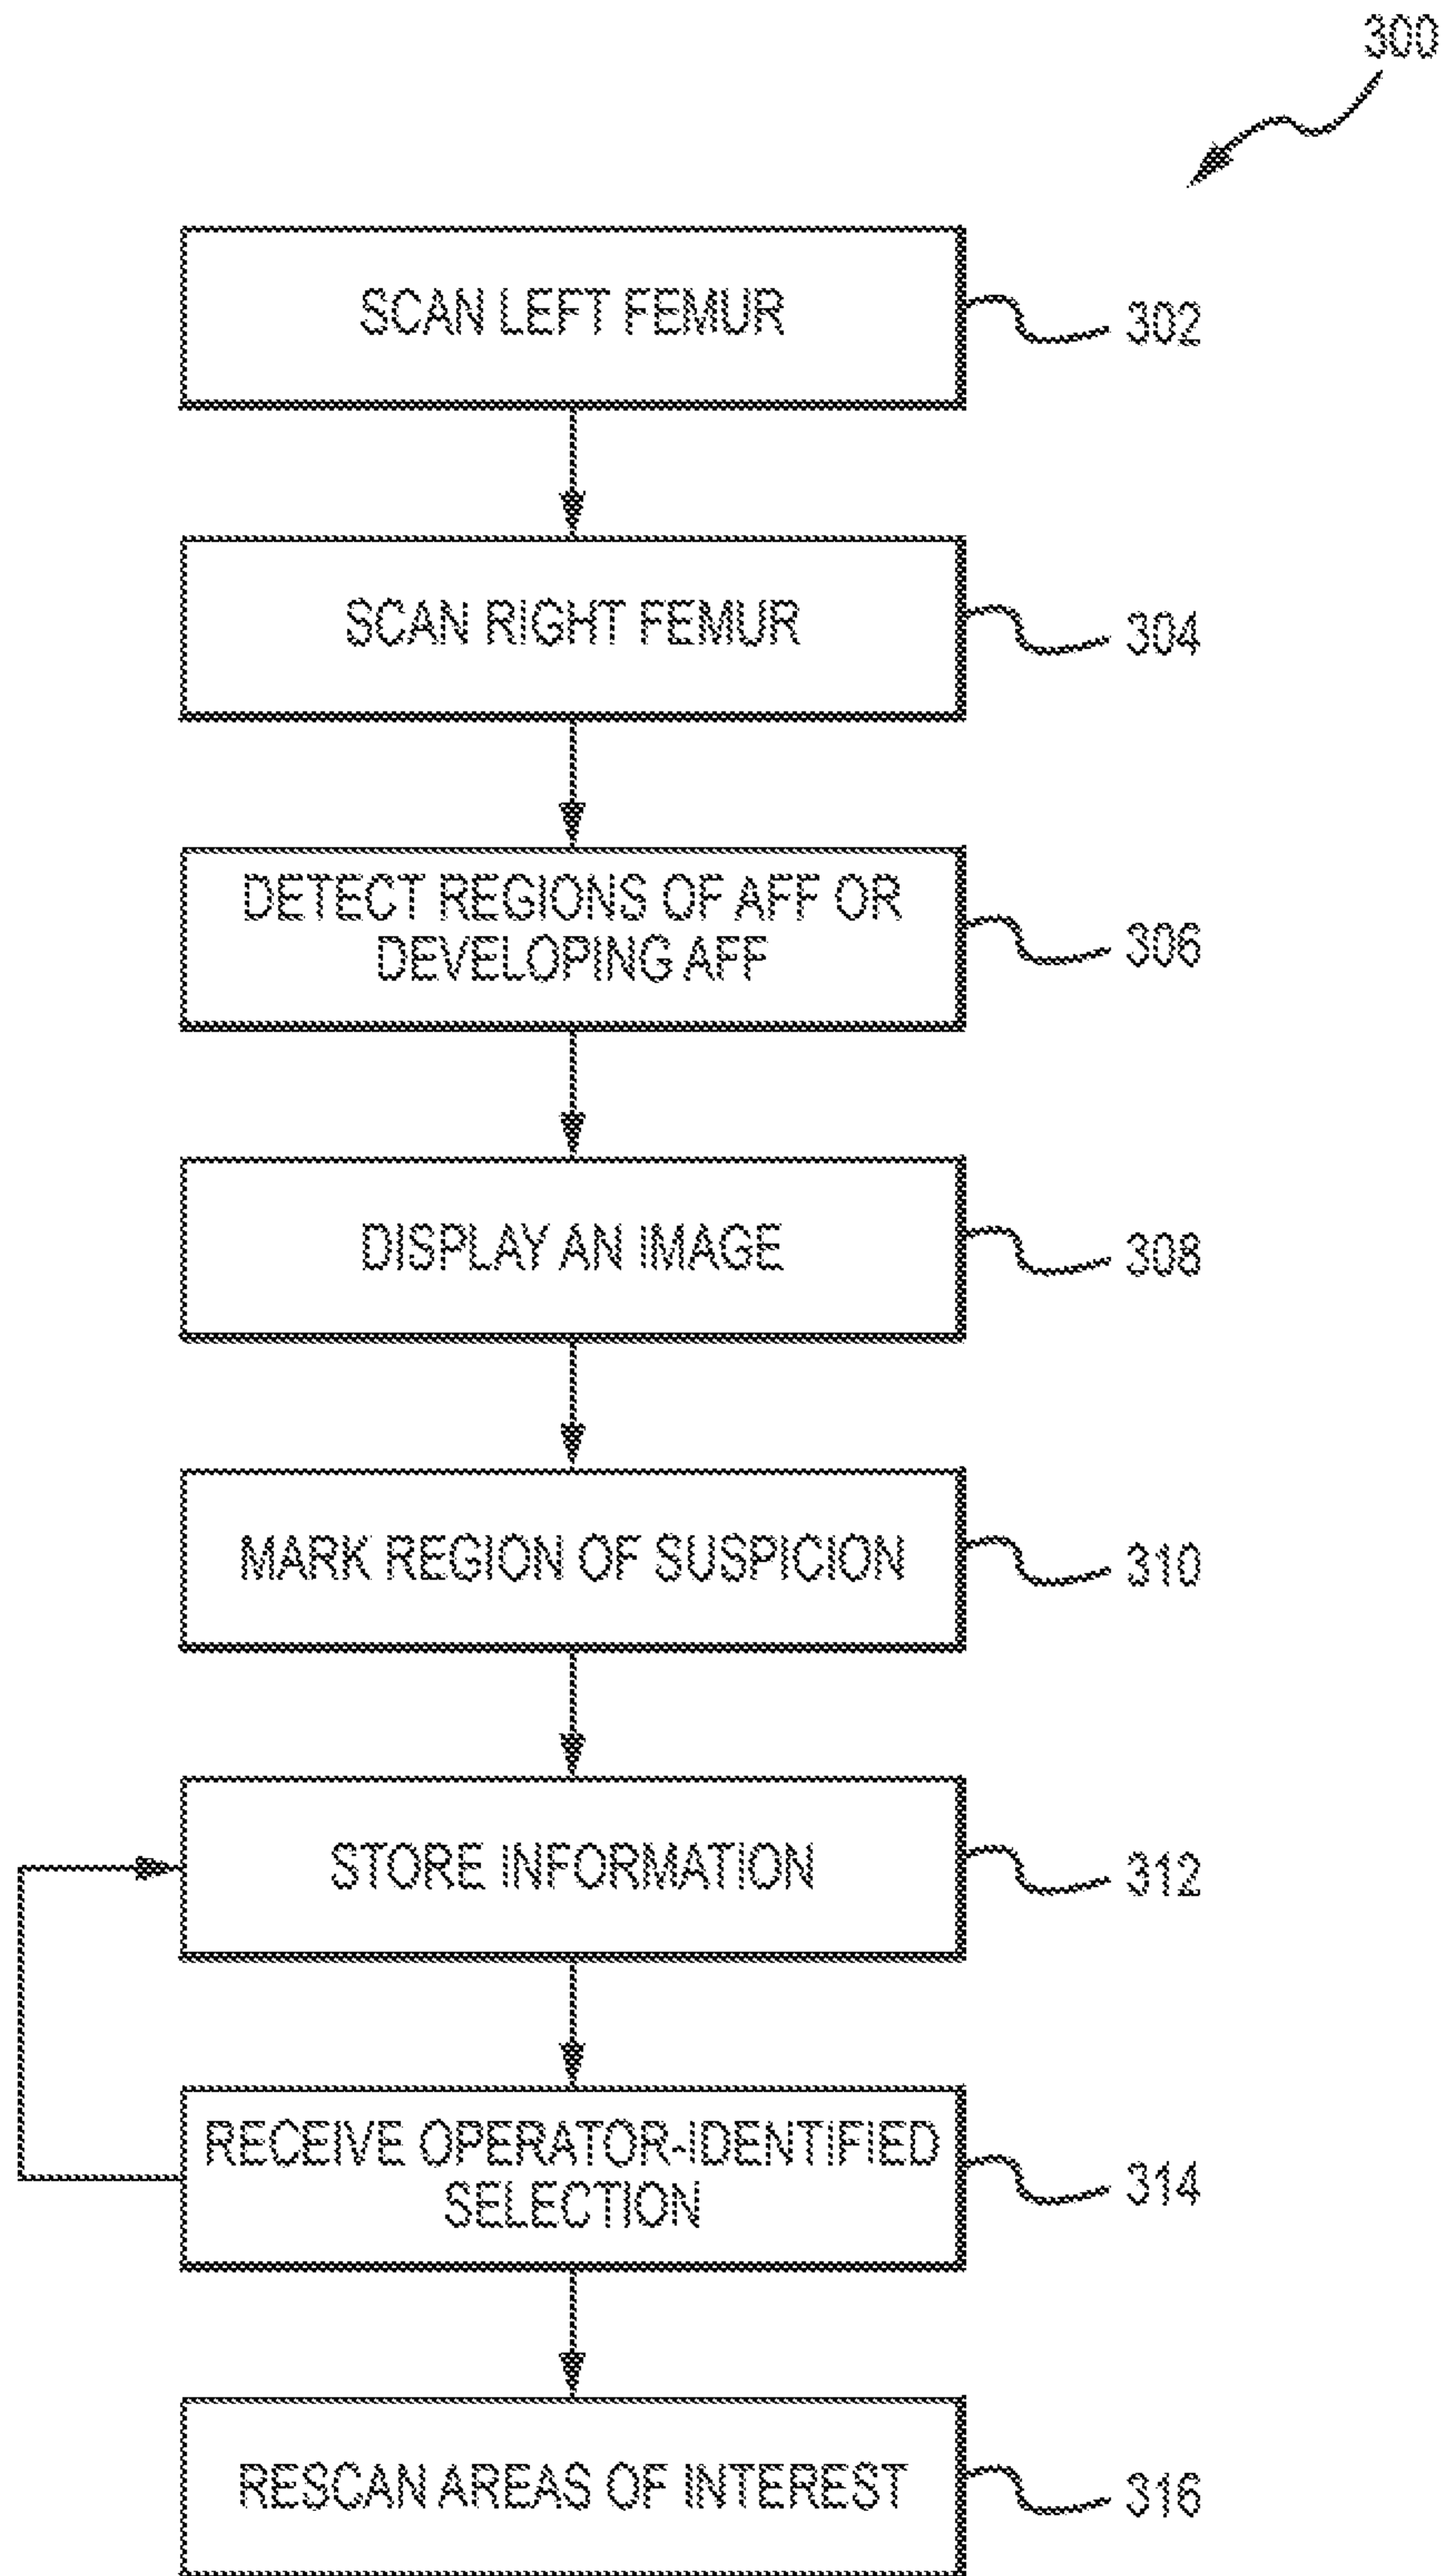 300
SCAN LEFT FEMUR
302
SCAN RIGHT FEMUR
304
DETECT REGIONS OF AFF OR
DEVELOPING AFF
306
DISPLAY AN IMAGE
308
MARK REGION OF SUSPICION
310
STORE INFORMATION
312
RECEIVE OPERATOR-IDENTIFIED
SELECTION
314
RESCAN AREAS OF INTEREST
316